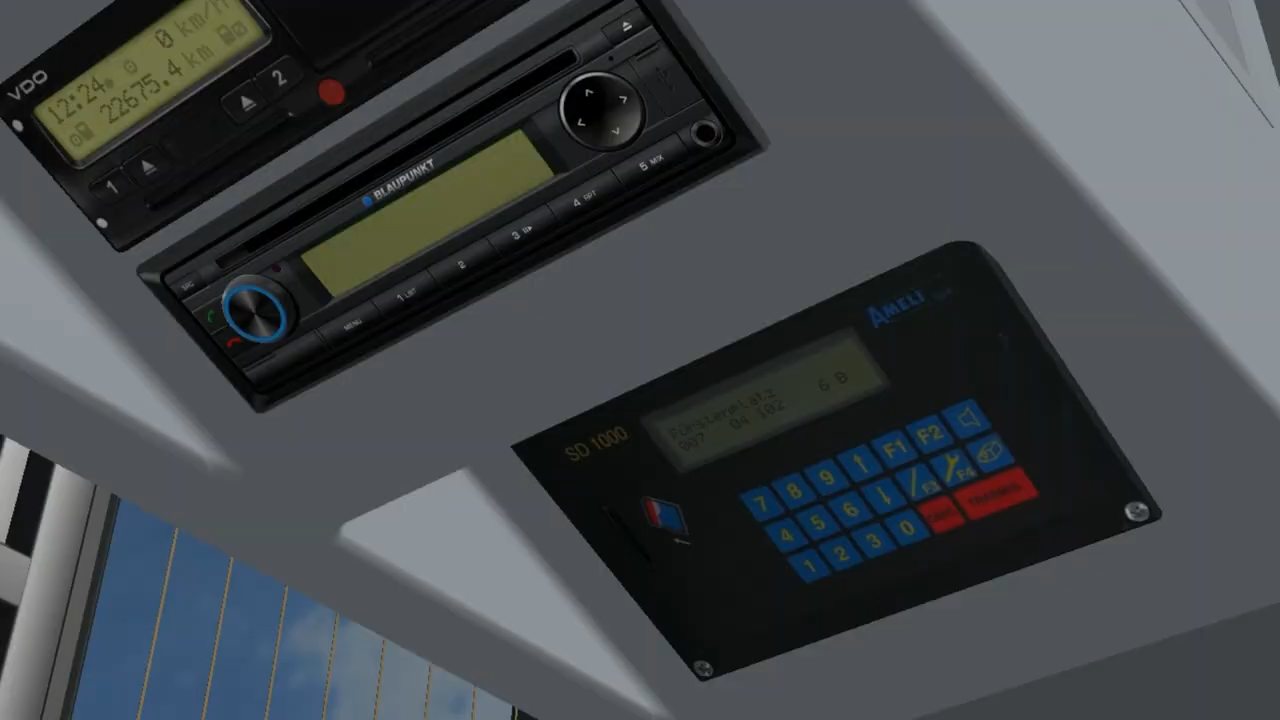 VDO
0 km/h
12:24
22675.4 km
1
2
BLAUPUNKT
SRC
MENU
1 LIST
2
3
4 RPT
5 MIX
AMELI
SD 1000
6 B
007 04 102
7 8 9 F1 F2
4 5 6 F3 F4
1 2 3 0